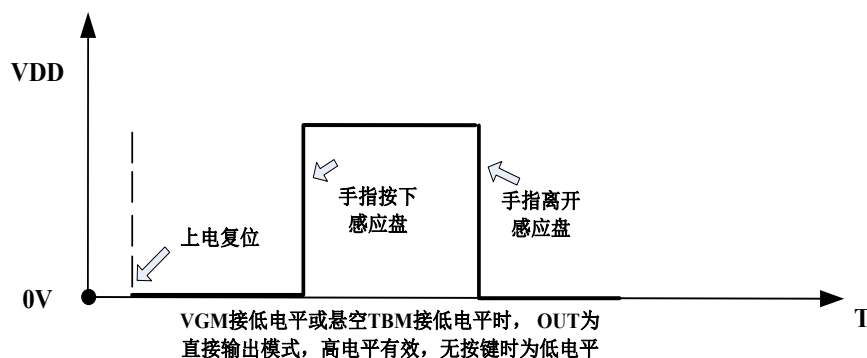 VDD
手指按下
感应盘
手指离开
感应盘
上电复位
0V
T
VGM接低电平或悬空TBM接低电平时， OUT为
直接输出模式，高电平有效，无按键时为低电平